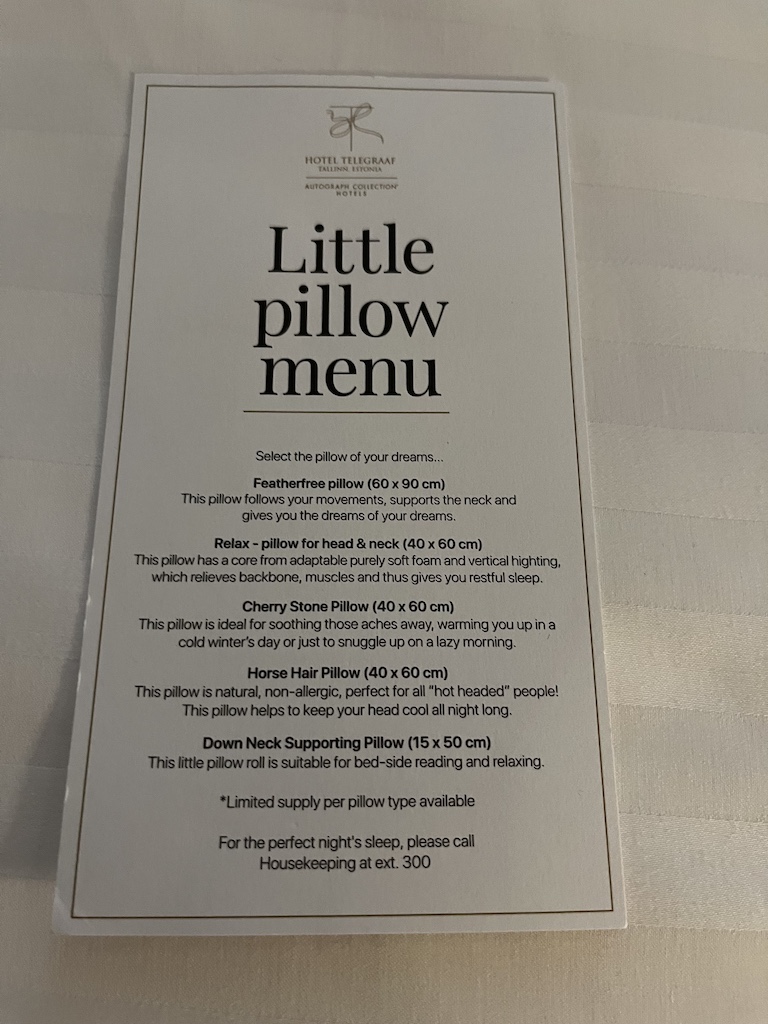 HOTEL TELEGRAAF
TALLINN, ESTONIA
AUTOGRAPH COLLECTION®
HOTELS
Little
pillow
menu
Select the pillow of your dreams...
Featherfree pillow (60 x 90 cm)
This pillow follows your movements, supports the neck and
gives you the dreams of your dreams.
Relax - pillow for head & neck (40 x 60 cm)
This pillow has a core from adaptable purely soft foam and vertical highting,
which relieves backbone, muscles and thus gives you restful sleep.
Cherry Stone Pillow (40 x 60 cm)
This pillow is ideal for soothing those aches away, warming you up in a
cold winter's day or just to snuggle up on a lazy morning.
Horse Hair Pillow (40 x 60 cm)
This pillow is natural, non-allergic, perfect for all "hot headed" people!
This pillow helps to keep your head cool all night long.
Down Neck Supporting Pillow (15 x 50 cm)
This little pillow roll is suitable for bed-side reading and relaxing.
*Limited supply per pillow type available
For the perfect night's sleep, please call
Housekeeping at ext. 300